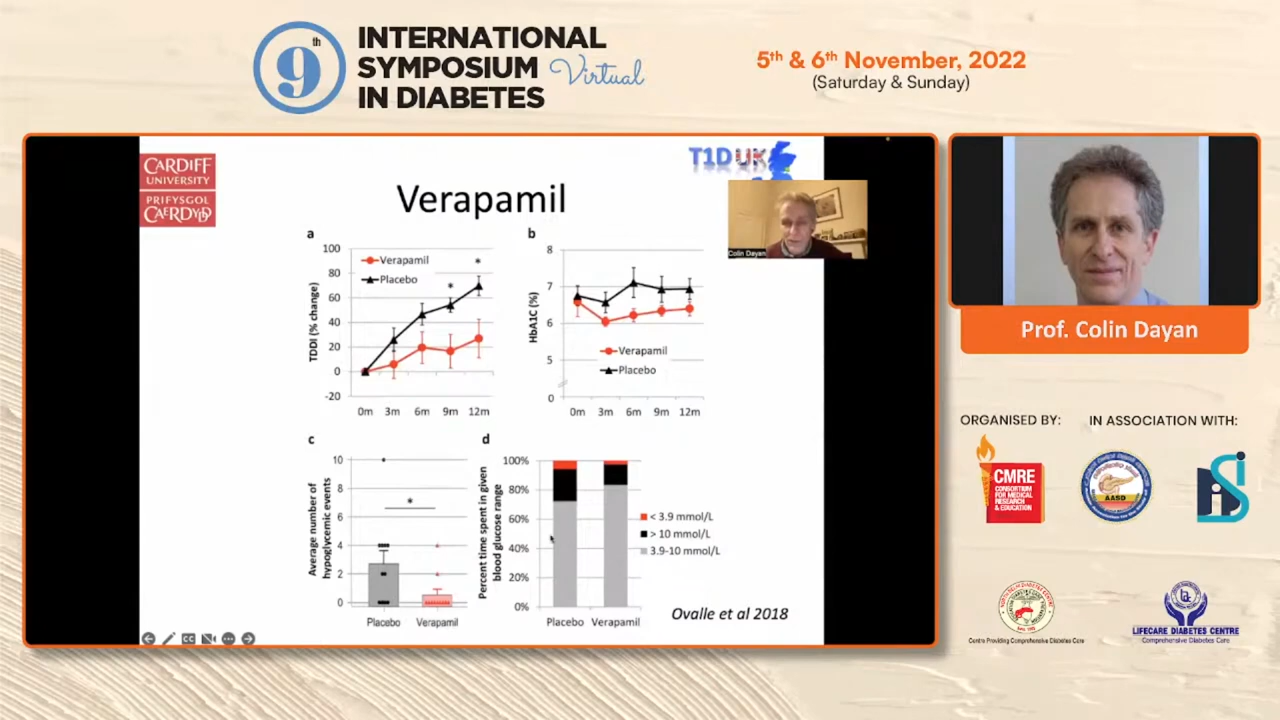 9th
INTERNATIONAL
SYMPOSIUM Virtual
IN DIABETES
5th & 6th November, 2022
(Saturday & Sunday)
CARDIFF
UNIVERSITY
PRIFYSGOL
CAERDYDD
T1D UK
Verapamil
Colin Dayan
a
TDDI (% change)
100
80
60
40
20
0
-20
Verapamil
Placebo
*
*
0m 3m 6m 9m 12m
b
HbA1C (%)
8
7
6
5
0
Verapamil
Placebo
0m 3m 6m 9m 12m
c
Average number of
hypoglycemic events
10
8
6
4
2
0
*
Placebo Verapamil
d
Percent time spent in given
blood glucose range
100%
80%
60%
40%
20%
0%
< 3.9 mmol/L
> 10 mmol/L
3.9-10 mmol/L
Placebo Verapamil
Ovalle et al 2018
CC
Prof. Colin Dayan
ORGANISED BY:
IN ASSOCIATION WITH:
CMRE
CONSORTIUM
FOR MEDICAL
RESEARCH
& EDUCATION
AASD
Centre Providing Comprehensive Diabetes Care
LIFECARE DIABETES CENTRE
Comprehensive Diabetes Care